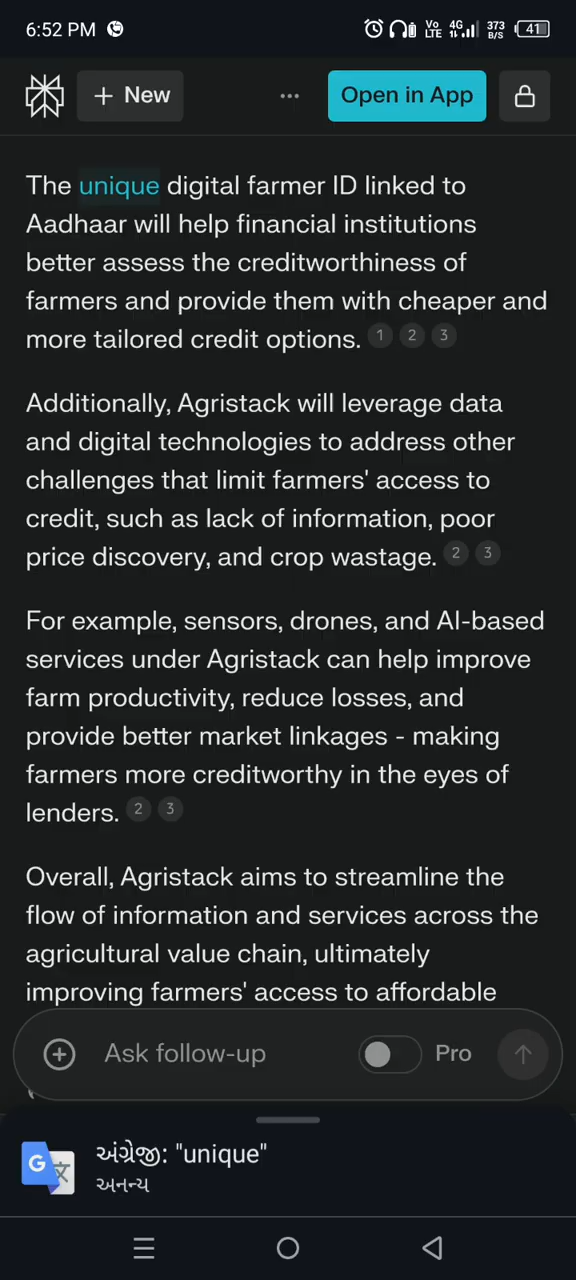 6:52 PM
Vo LTE 4G 373 B/S 41
+ New ... Open in App
The unique digital farmer ID linked to
Aadhaar will help financial institutions
better assess the creditworthiness of
farmers and provide them with cheaper and
more tailored credit options. 1 2 3
Additionally, Agristack will leverage data
and digital technologies to address other
challenges that limit farmers' access to
credit, such as lack of information, poor
price discovery, and crop wastage. 2 3
For example, sensors, drones, and AI-based
services under Agristack can help improve
farm productivity, reduce losses, and
provide better market linkages - making
farmers more creditworthy in the eyes of
lenders. 2 3
Overall, Agristack aims to streamline the
flow of information and services across the
agricultural value chain, ultimately
improving farmers' access to affordable
Ask follow-up Pro
G 文 અંગ્રેજી: "unique"
અનન્ય